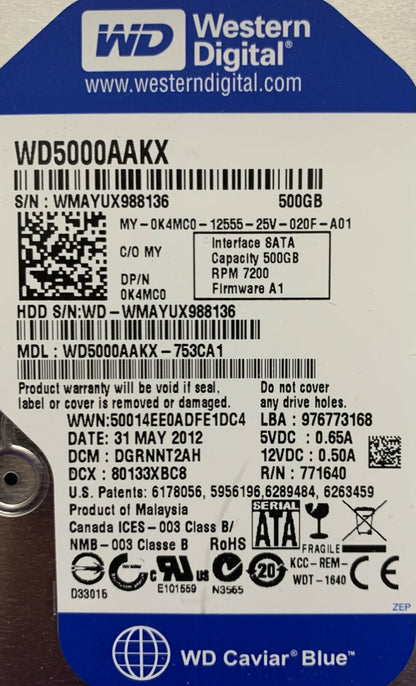 WD Western Digital®
www.westerndigital.com
WD5000AAKX
S/N : WMAYUX988136 500GB
MY-0K4MC0-12555-25V-020F-A01
C/O MY
DP/N
0K4MC0
Interface SATA
Capacity 500GB
RPM 7200
Firmware A1
HDD S/N:WD-WMAYUX988136
MDL : WD5000AAKX-753CA1
Product warranty will be void if seal,
label or cover is removed or damaged.
Do not cover
any drive holes.
WWN:50014EE0ADFE1DC4 LBA : 976773168
DATE: 31 MAY 2012 5VDC : 0.65A
DCM : DGRNNT2AH 12VDC : 0.50A
DCX : 80133XBC8 R/N : 771640
U.S. Patents: 6178056, 5956196,6289484, 6263459
Product of Malaysia
Canada ICES-003 Class B/
NMB-003 Classe B RoHS
SERIAL
ATA
FRAGILE
D33015
c UR us
E101559
N3565
20
KCC-REM-
WDT-1640
CE
ZEP
WD Caviar® Blue™